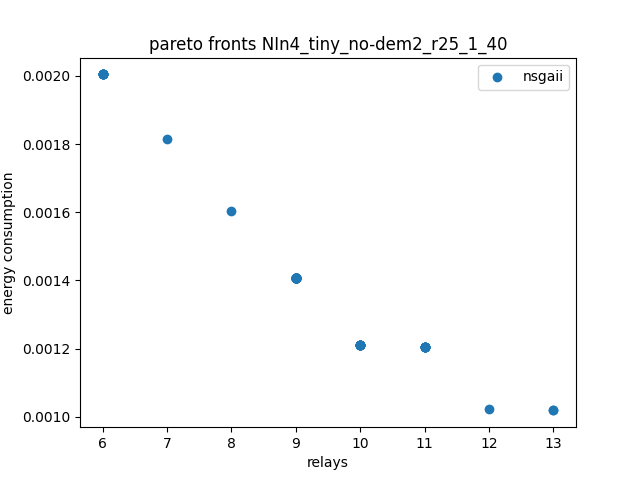 pareto fronts NIn4_tiny_no-dem2_r25_1_40
nsgaii
energy consumption
0.0020
0.0018
0.0016
0.0014
0.0012
0.0010
6 7 8 9 10 11 12 13
relays